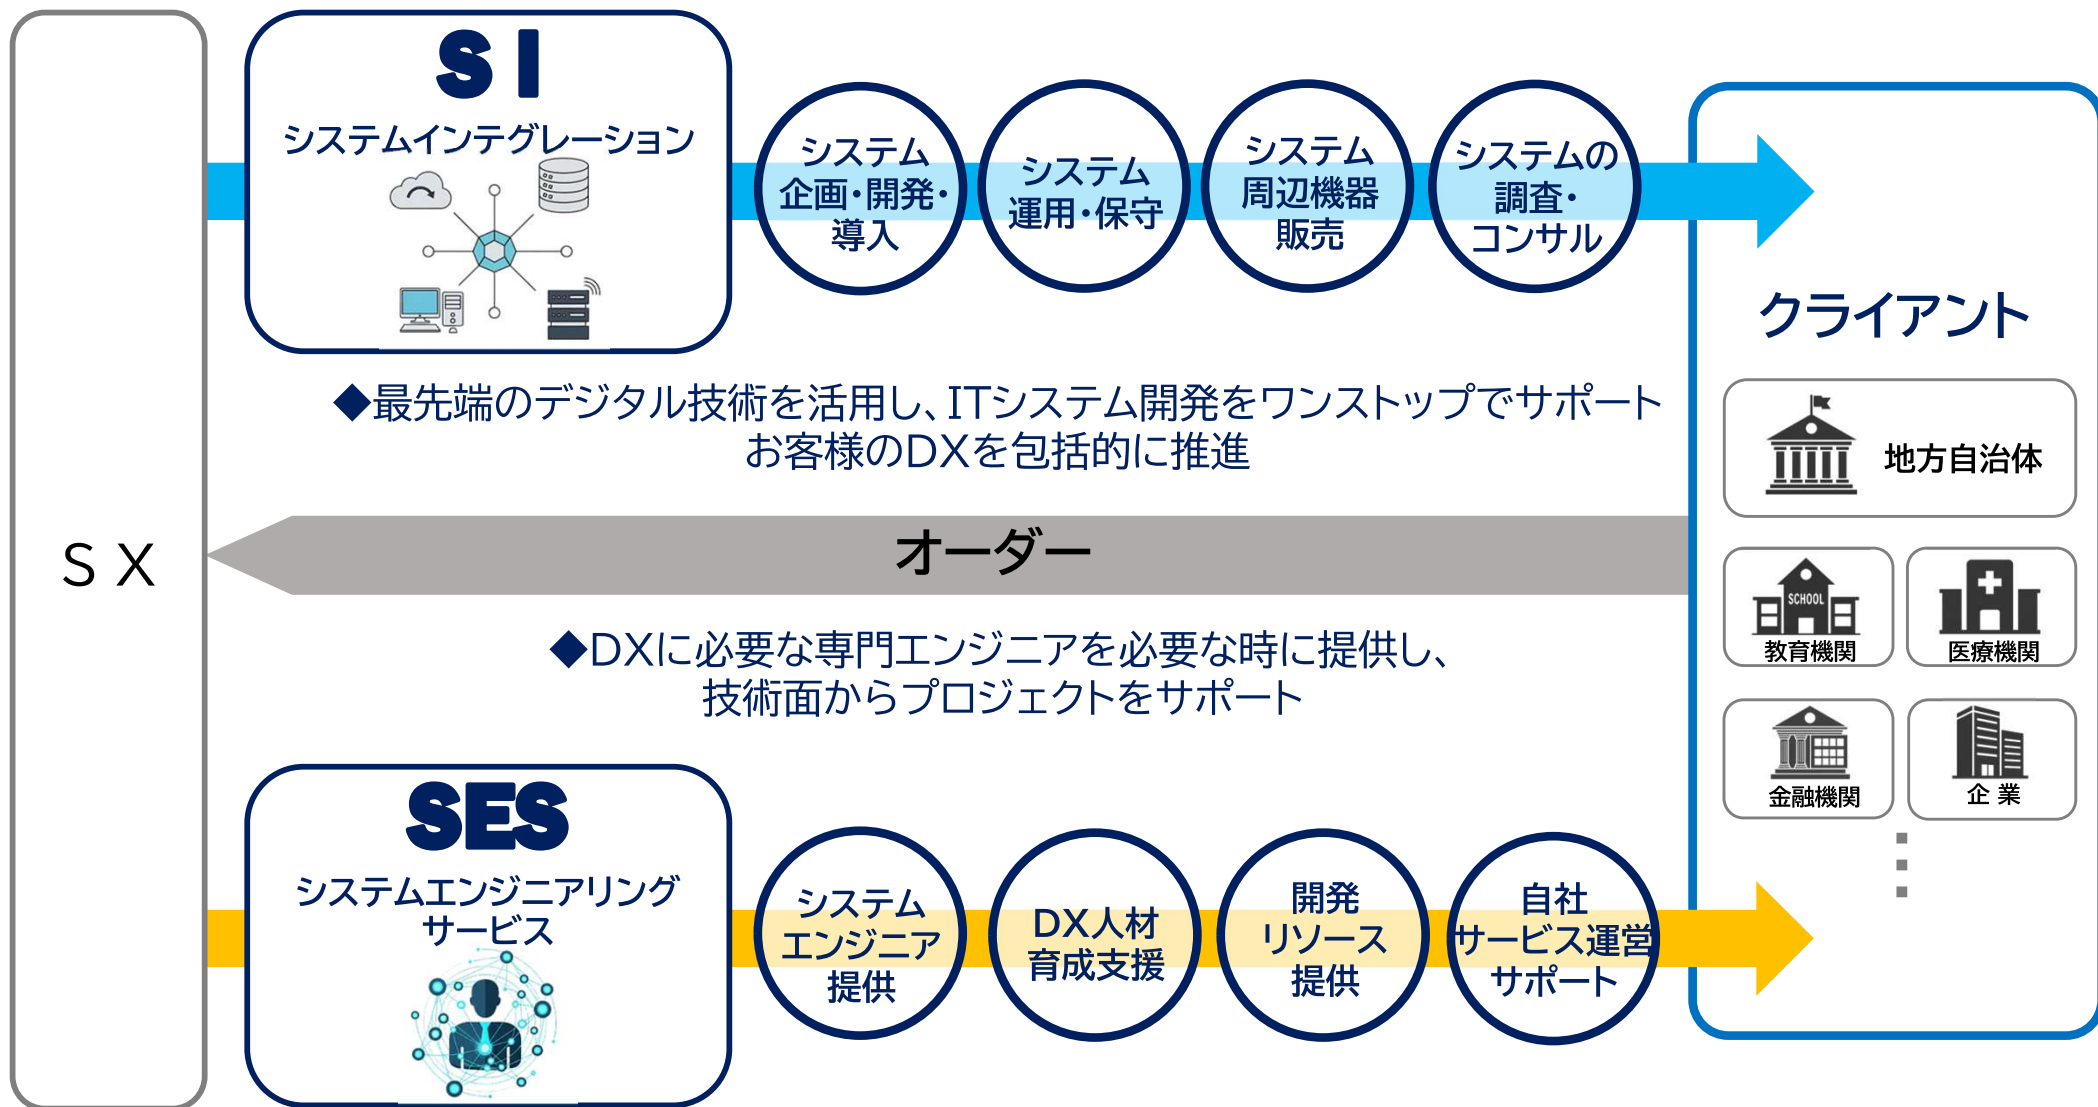 SX
SI
システムインテグレーション
システム
企画・開発・
導入
システム
運用・保守
システム
周辺機器
販売
システムの
調査・
コンサル
◆最先端のデジタル技術を活用し、ITシステム開発をワンストップでサポート
お客様のDXを包括的に推進
オーダー
◆DXに必要な専門エンジニアを必要な時に提供し、
技術面からプロジェクトをサポート
SES
システムエンジニアリング
サービス
システム
エンジニア
提供
DX人材
育成支援
開発
リソース
提供
自社
サービス運営
サポート
クライアント
地方自治体
SCHOOL
教育機関
医療機関
金融機関
企業